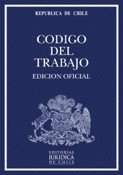 REPUBLICA DE CHILE
CODIGO
DEL
TRABAJO
EDICION OFICIAL
EDITORIAL
JURIDICA
DE CHILE